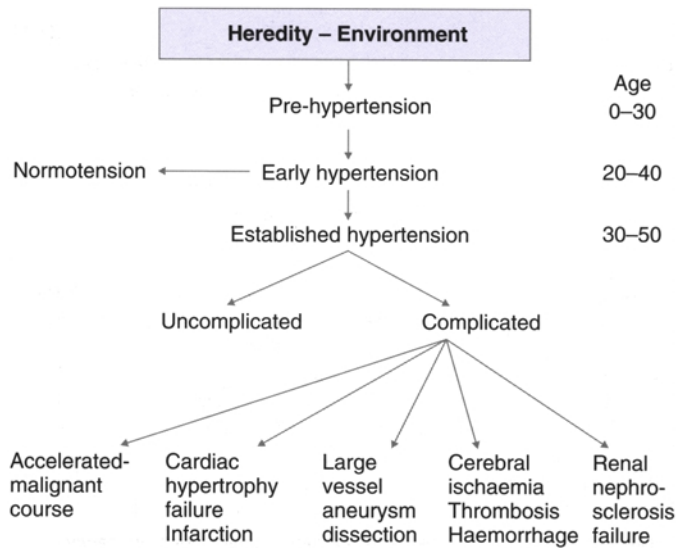 Heredity – Environment
Age
Pre-hypertension
0–30
Normotension
Early hypertension
20–40
Established hypertension
30–50
Uncomplicated
Complicated
Accelerated-
malignant
course
Cardiac
hypertrophy
failure
Infarction
Large
vessel
aneurysm
dissection
Cerebral
ischaemia
Thrombosis
Haemorrhage
Renal
nephro-
sclerosis
failure